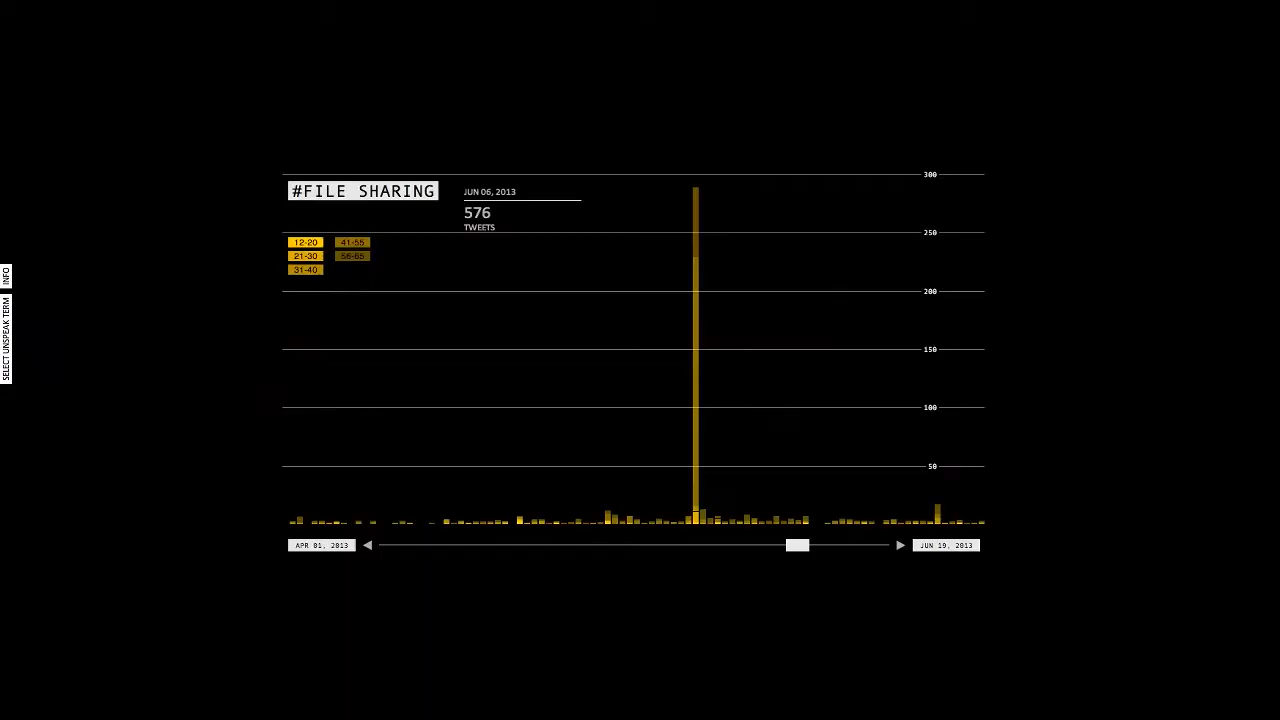 300
#FILE SHARING
JUN 06, 2013
576
TWEETS
250
12-20 41-55
21-30 56-65
31-40
INFO
SELECT UNSPEAK TERM
200
150
100
50
APR 01, 2013
JUN 19, 2013